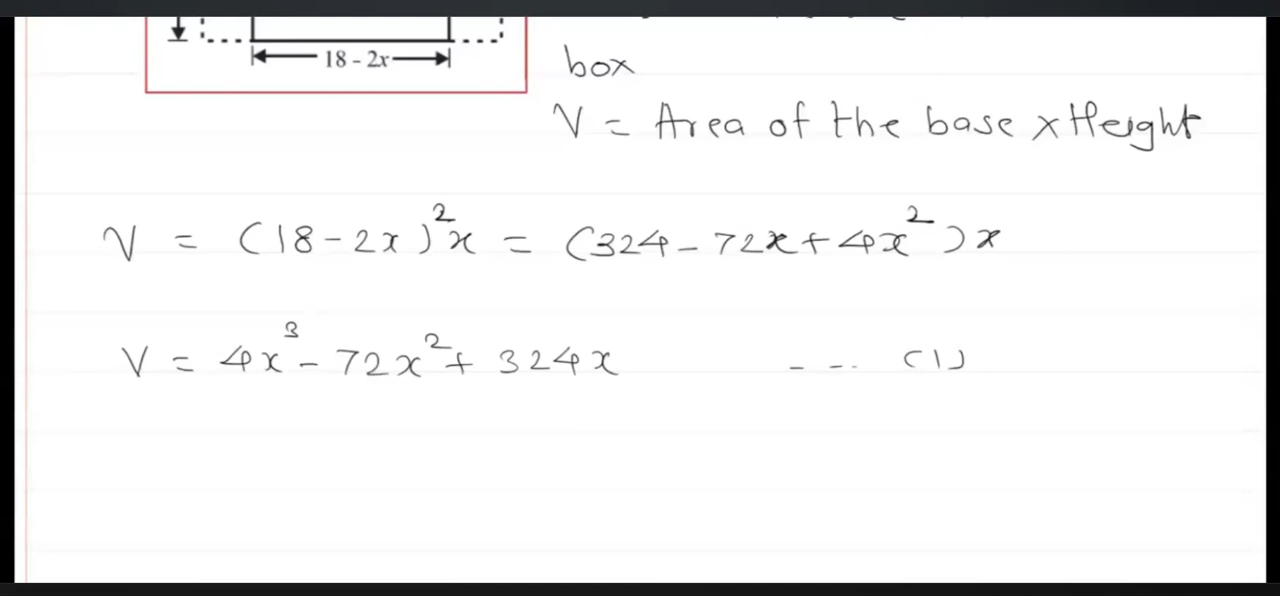 18 - 2x
box
V = Area of the base x Height
V = (18-2x)²x = (324-72x+4x²)x
V = 4x³-72x²+324x --.. (1)